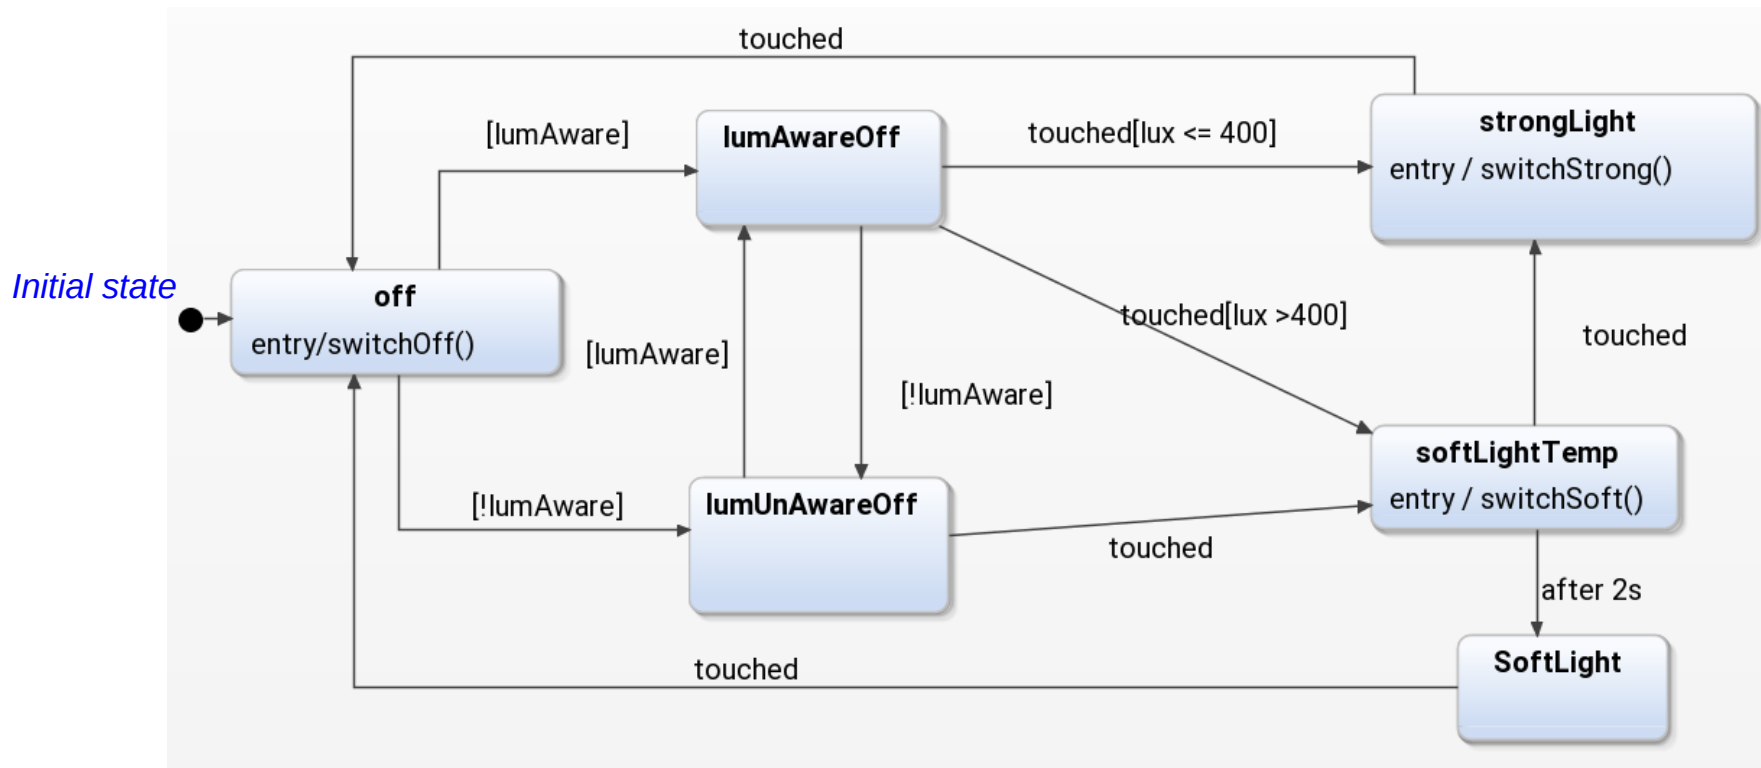 touched
[lumAware]
lumAwareOff
touched[lux <= 400]
strongLight
entry / switchStrong()
Initial state
off
entry/switchOff()
[lumAware]
touched[lux >400]
touched
[!lumAware]
softLightTemp
entry / switchSoft()
[!lumAware]
lumUnAwareOff
touched
after 2s
SoftLight
touched